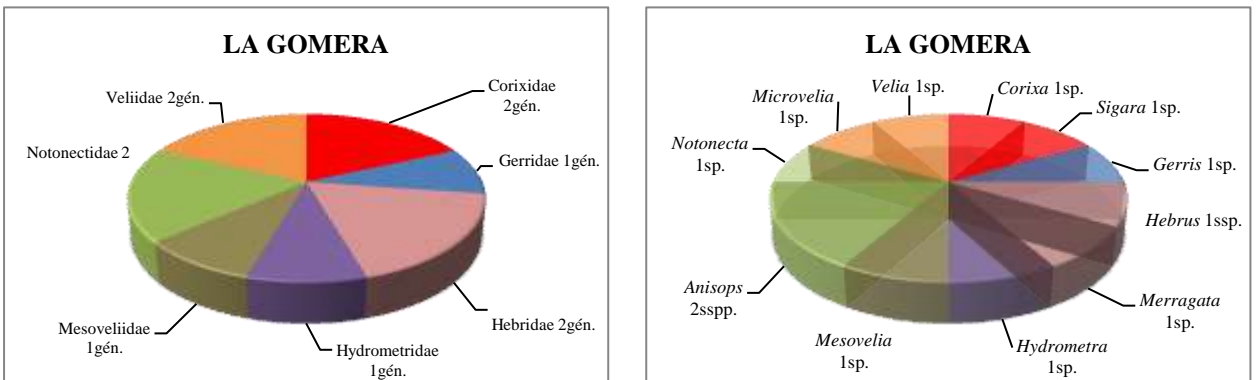 LA GOMERA
Corixidae
2gén.
Gerridae 1gén.
Hebridae 2gén.
Hydrometridae
1gén.
Mesoveliidae
1gén.
Notonectidae 2
Veliidae 2gén.
LA GOMERA
Corixa 1sp.
Sigara 1sp.
Gerris 1sp.
Hebrus 1ssp.
Merragata
1sp.
Hydrometra
1sp.
Mesovelia
1sp.
Anisops
2sspp.
Notonecta
1sp.
Microvelia
1sp.
Velia 1sp.